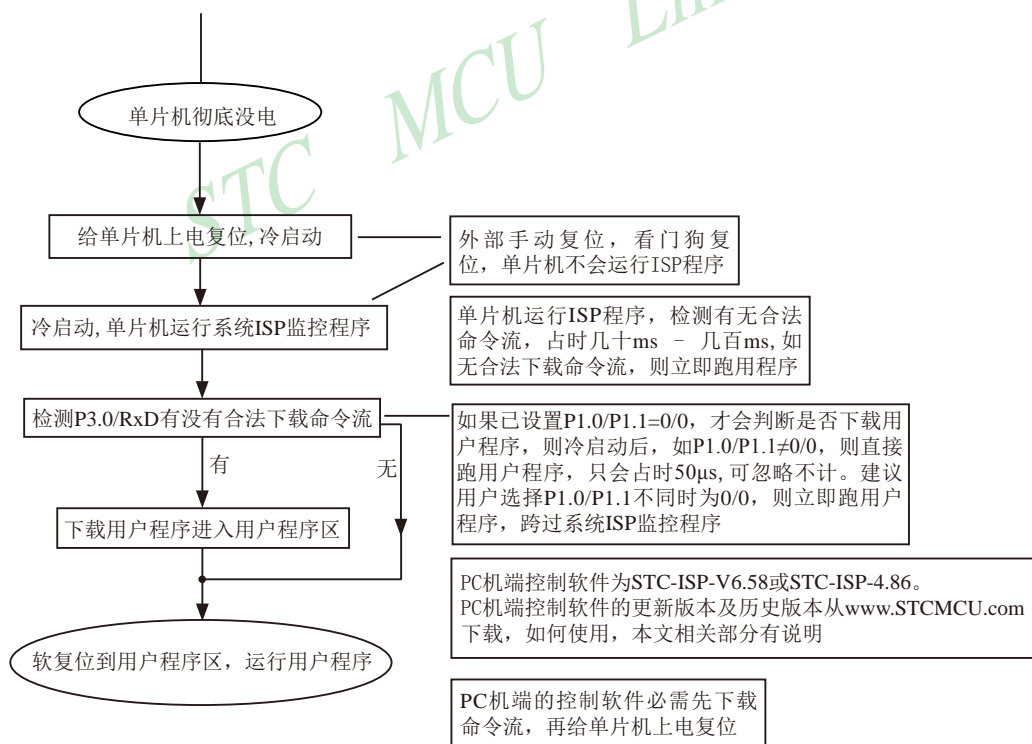 STC MCU Lim
单片机彻底没电
给单片机上电复位,冷启动
外部手动复位，看门狗复
位，单片机不会运行ISP程序
冷启动,单片机运行系统ISP监控程序
单片机运行ISP程序，检测有无合法
命令流，占时几十ms - 几百ms,如
无合法下载命令流，则立即跑用程序
检测P3.0/RxD有没有合法下载命令流
如果已设置P1.0/P1.1=0/0，才会判断是否下载用
户程序，则冷启动后，如P1.0/P1.1≠0/0，则直接
跑用户程序，只会占时50μs,可忽略不计。建议
用户选择P1.0/P1.1不同时为0/0，则立即跑用户
程序，跨过系统ISP监控程序
有
无
下载用户程序进入用户程序区
PC机端控制软件为STC-ISP-V6.58或STC-ISP-4.86。
PC机端控制软件的更新版本及历史版本从www.STCMCU.com
下载，如何使用，本文相关部分有说明
软复位到用户程序区，运行用户程序
PC机端的控制软件必需先下载
命令流，再给单片机上电复位